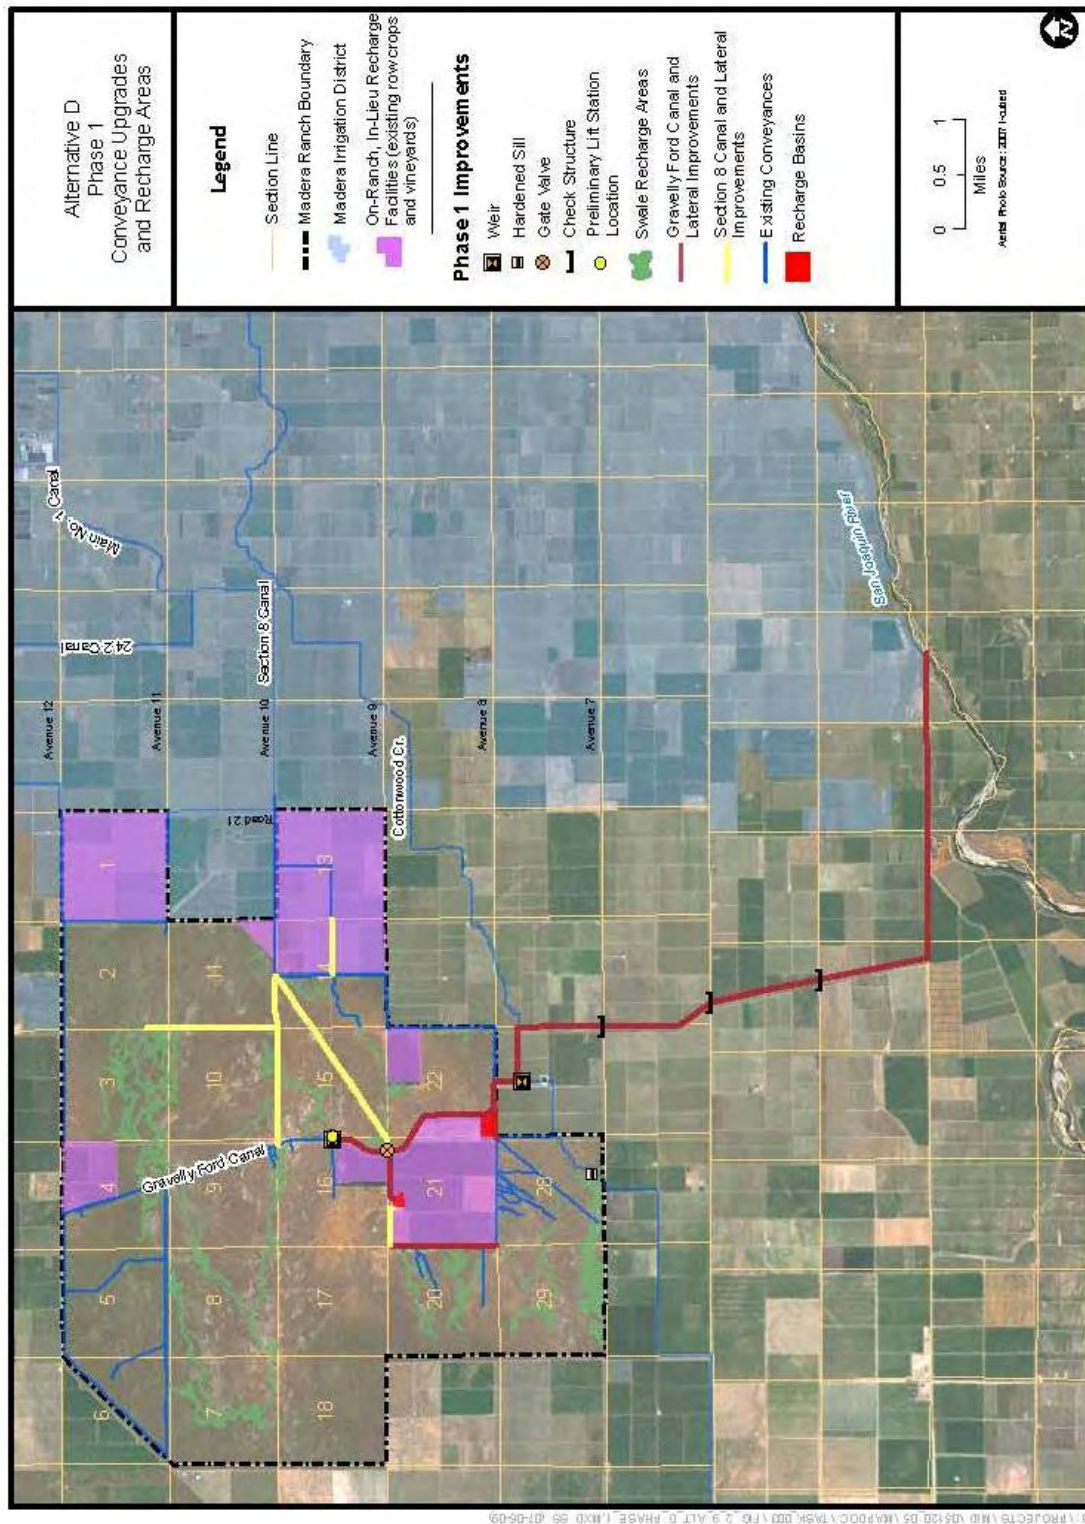 Alternative D
Phase 1
Conveyance Upgrades
and Recharge Areas
Legend
Section Line
Madera Ranch Boundary
Madera Irrigation District
On-Ranch, In-Lieu Recharge
Facilities (existing row crops
and vineyards)
Phase 1 Improvements
Weir
Hardened Sill
Gate Valve
Check Structure
Preliminary Lift Station
Location
Swale Recharge Areas
Gravelly Ford Canal and
Lateral Improvements
Section 8 Canal and Lateral
Improvements
Existing Conveyances
Recharge Basins
0 0.5 1
Miles
Aerial Photo Source: 2007 I-cubed
N
Main No. 1 Canal
24.2 Canal
Section 8 Canal
Avenue 12
Avenue 11
Avenue 10
Avenue 9
Avenue 8
Avenue 7
Road 21
Cottonwood Cr.
San Joaquin River
Gravelly Ford Canal
1
2
3
4
5
6
7
8
9
10
11
13
14
15
16
17
18
20
21
22
28
29